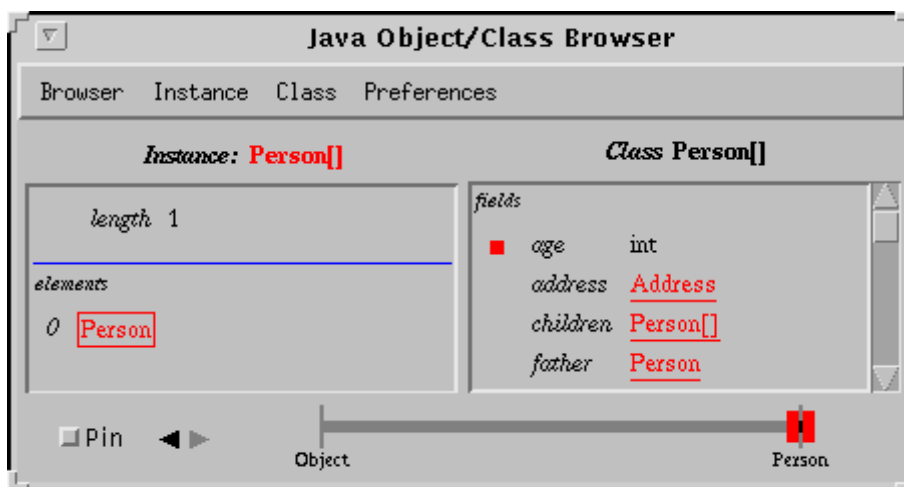 Java Object/Class Browser
Browser Instance Class Preferences
Instance: Person[]
length 1
elements
0 Person
Class Person[]
fields
age int
address Address
children Person[]
father Person
Pin
Object Person